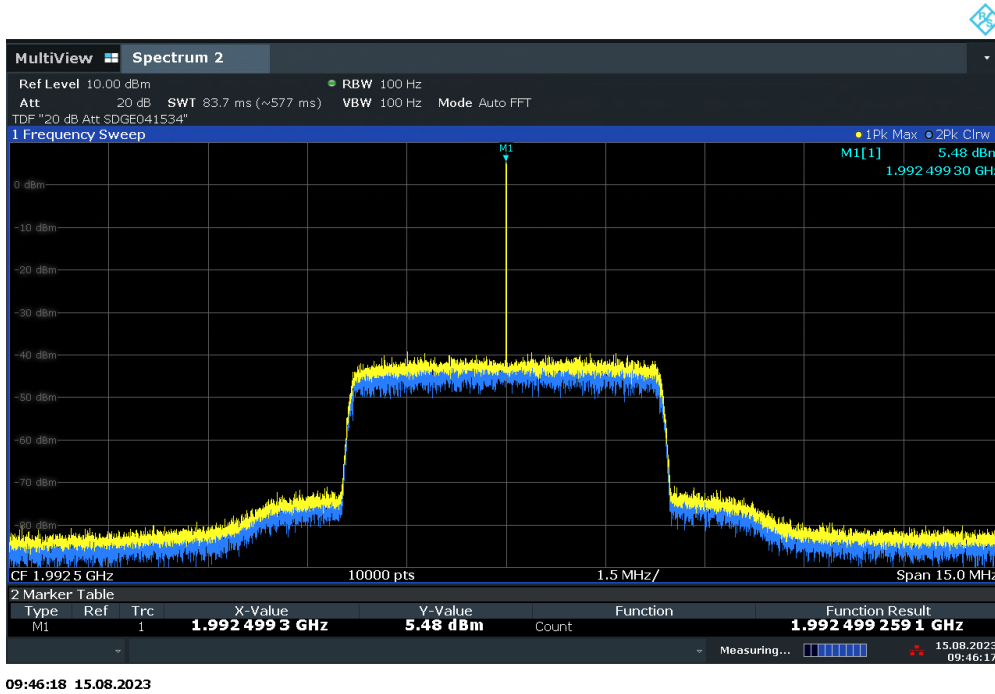 R&S
MultiView Spectrum 2
Ref Level 10.00 dBm RBW 100 Hz
Att 20 dB SWT 83.7 ms (~577 ms) VBW 100 Hz Mode Auto FFT
TDF "20 dB Att SDGE041534"
1 Frequency Sweep 1Pk Max 2Pk Clrw
M1
M1[1] 5.48 dBm
1.992 499 30 GHz
0 dBm
-10 dBm
-20 dBm
-30 dBm
-40 dBm
-50 dBm
-60 dBm
-70 dBm
-80 dBm
CF 1.9925 GHz 10000 pts 1.5 MHz/ Span 15.0 MHz
2 Marker Table
Type Ref Trc X-Value Y-Value Function Function Result
M1 1 1.992 499 3 GHz 5.48 dBm Count 1.992 499 259 1 GHz
Measuring... 15.08.2023
09:46:17
09:46:18 15.08.2023